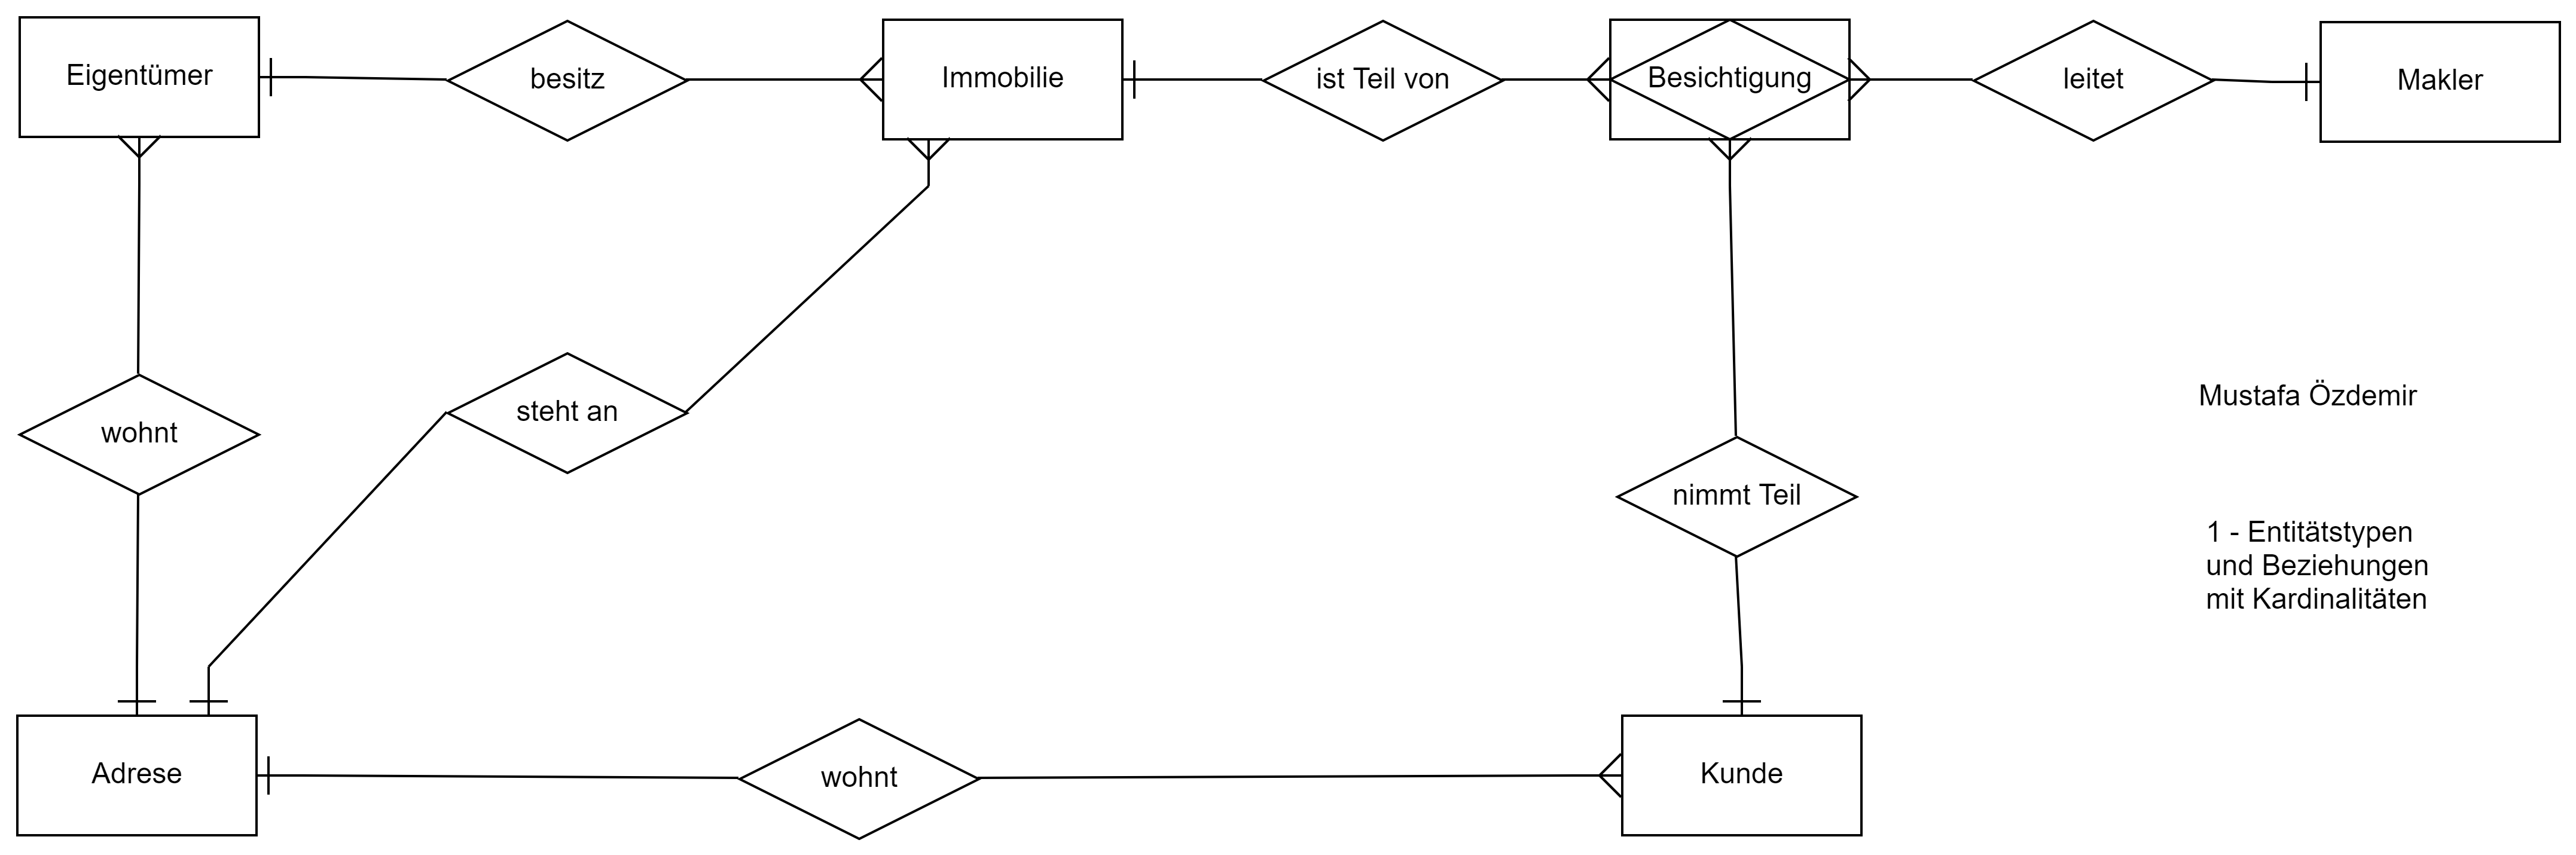 Eigentümer
besitz
Immobilie
ist Teil von
Besichtigung
leitet
Makler
wohnt
steht an
nimmt Teil
Mustafa Özdemir
1 - Entitätstypen
und Beziehungen
mit Kardinalitäten
Adrese
wohnt
Kunde